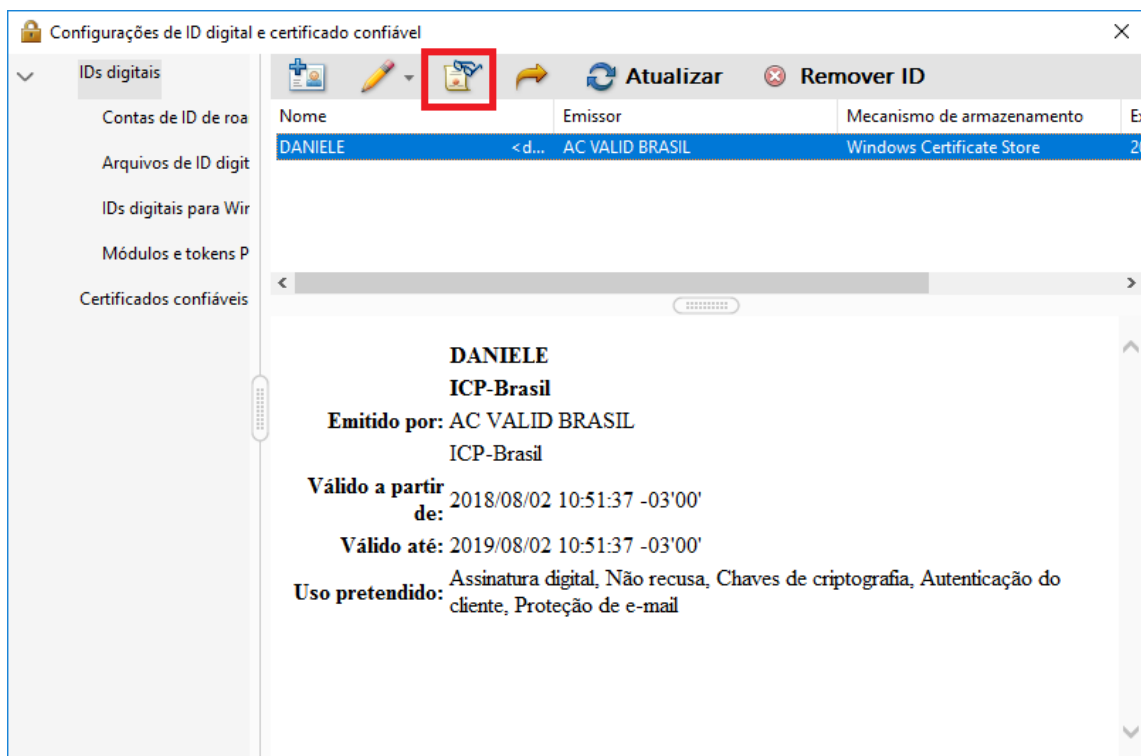 Configurações de ID digital e certificado confiável
IDs digitais
Contas de ID de roa
Arquivos de ID digit
IDs digitais para Wir
Módulos e tokens P
Certificados confiáveis
Atualizar Remover ID
Nome Emissor Mecanismo de armazenamento E
DANIELE <d... AC VALID BRASIL Windows Certificate Store 20
DANIELE
ICP-Brasil
Emitido por: AC VALID BRASIL
ICP-Brasil
Válido a partir
de: 2018/08/02 10:51:37 -03'00'
Válido até: 2019/08/02 10:51:37 -03'00'
Uso pretendido: Assinatura digital, Não recusa, Chaves de criptografia, Autenticação do
cliente, Proteção de e-mail